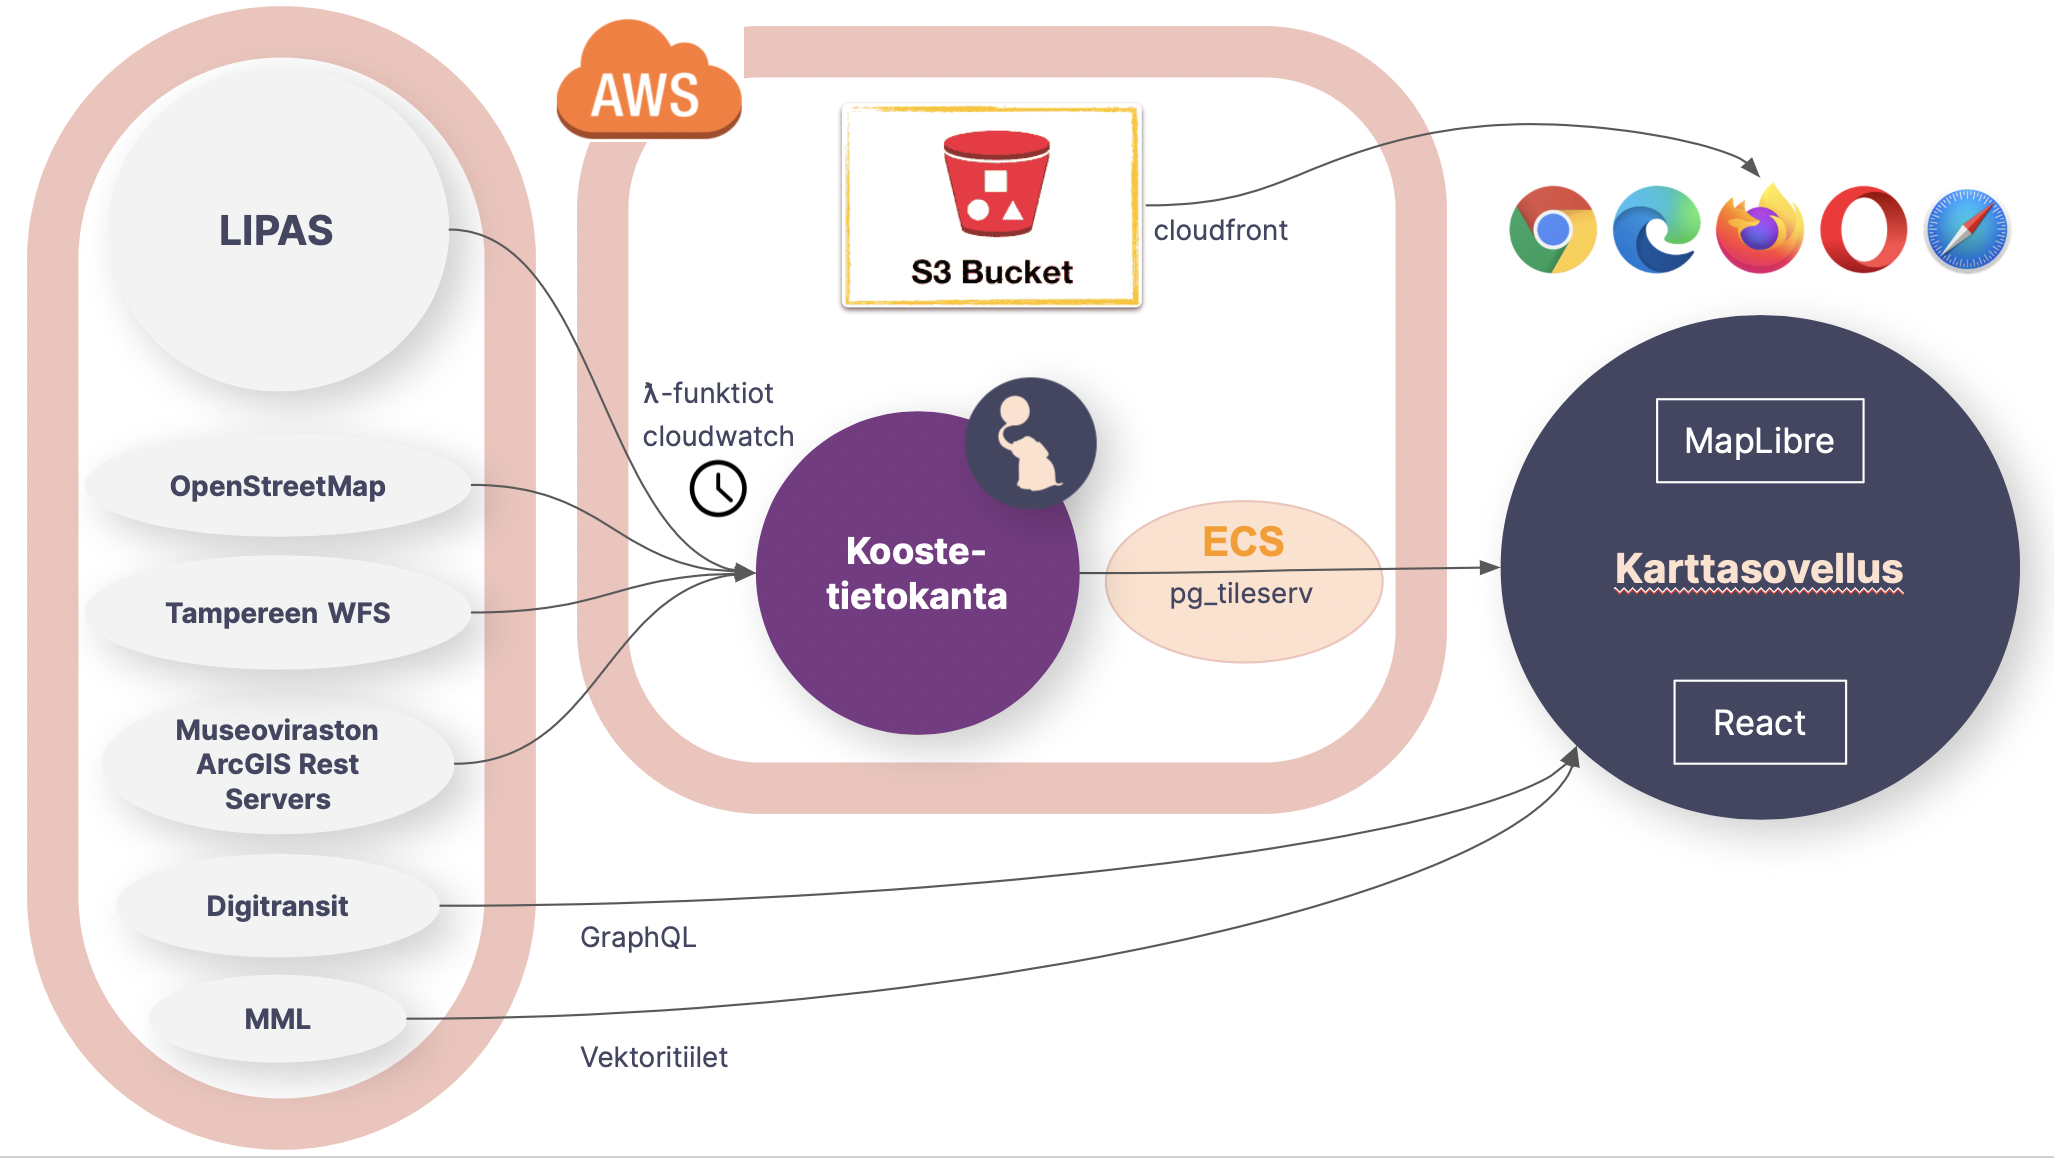 LIPAS
OpenStreetMap
Tampereen WFS
Museoviraston
ArcGIS Rest
Servers
Digitransit
MML
AWS
S3 Bucket
cloudfront
λ-funktiot
cloudwatch
Kooste-
tietokanta
ECS
pg_tileserv
MapLibre
Karttasovellus
React
GraphQL
Vektoritiilet